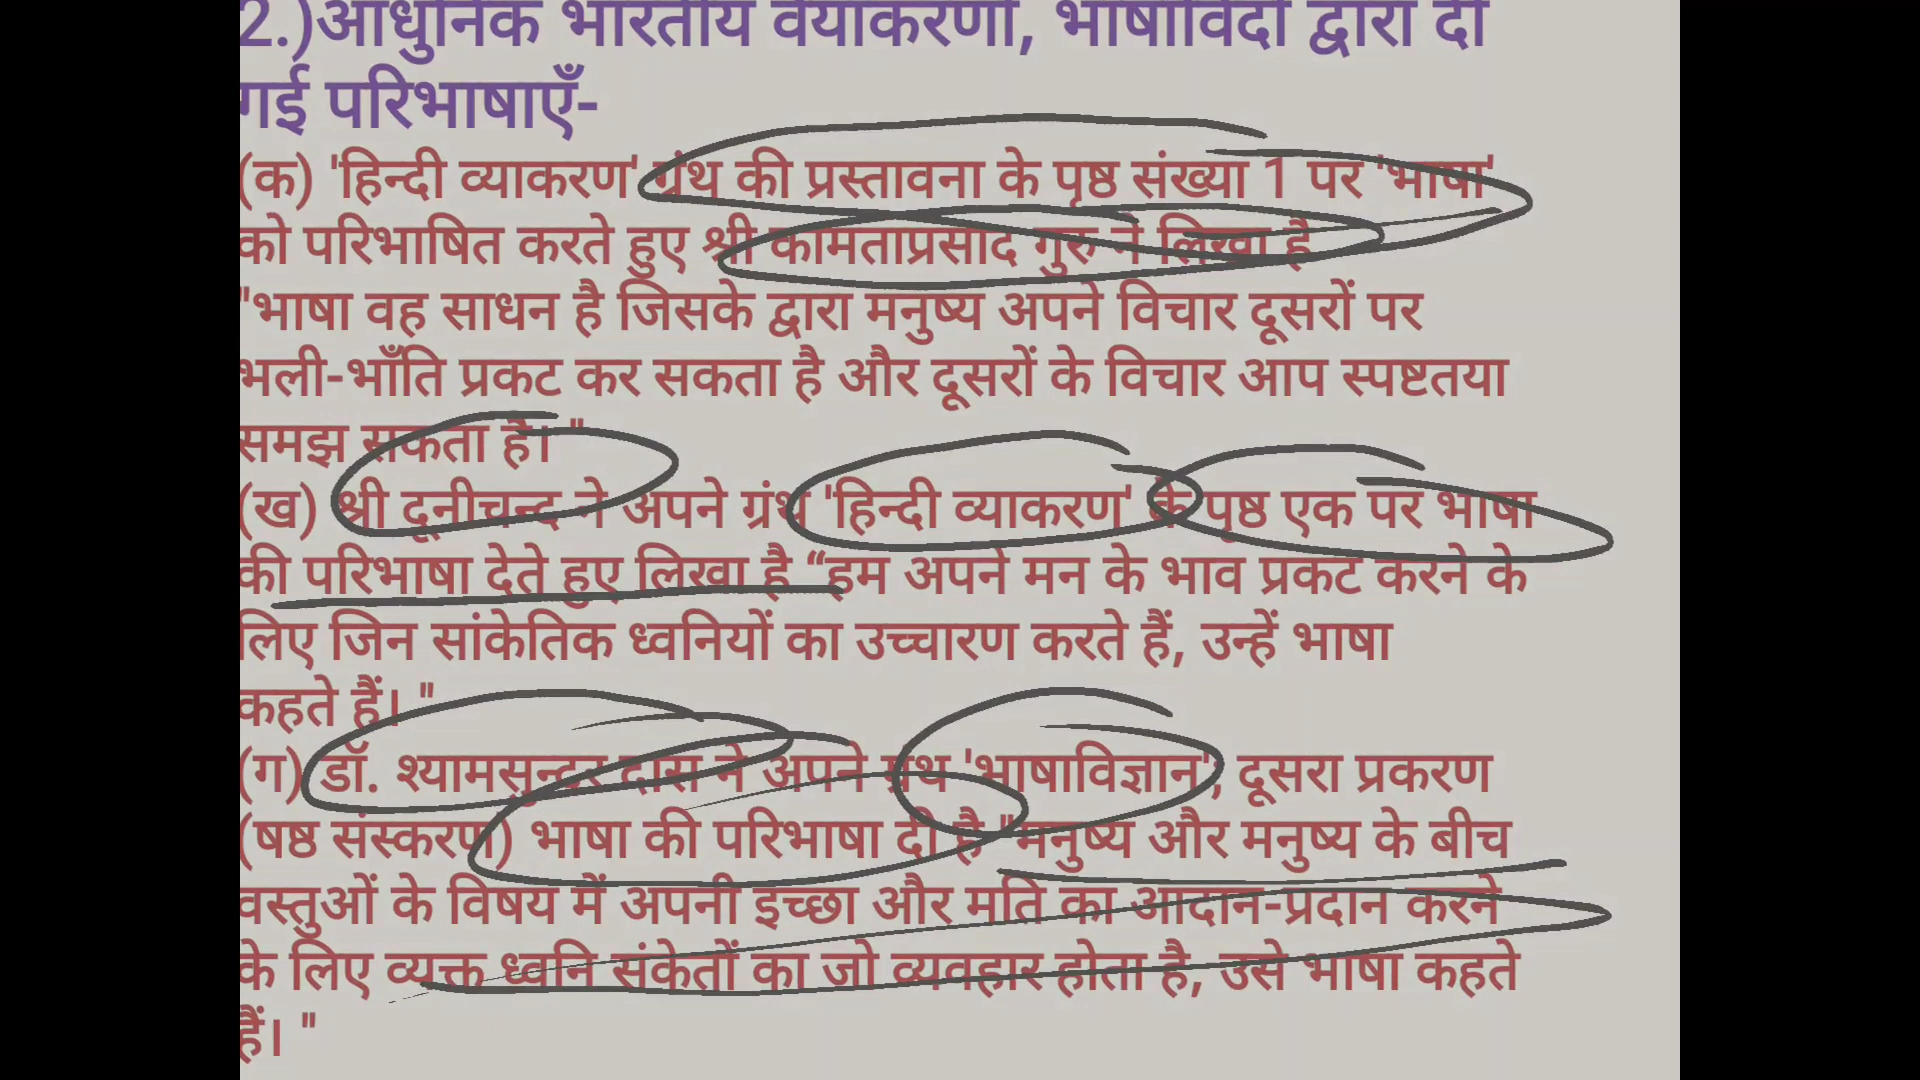 2.)आधुनिक भारतीय वैयाकरणों, भाषाविदों द्वारा दी
गई परिभाषाएँ-
(क) 'हिन्दी व्याकरण' ग्रंथ की प्रस्तावना के पृष्ठ संख्या 1 पर 'भाषा'
को परिभाषित करते हुए श्री कामताप्रसाद गुरु ने लिखा है
"भाषा वह साधन है जिसके द्वारा मनुष्य अपने विचार दूसरों पर
भली-भाँति प्रकट कर सकता है और दूसरों के विचार आप स्पष्टतया
समझ सकता है। "
(ख) श्री दूनीचन्द ने अपने ग्रंथ 'हिन्दी व्याकरण' के पृष्ठ एक पर भाषा
की परिभाषा देते हुए लिखा है “हम अपने मन के भाव प्रकट करने के
लिए जिन सांकेतिक ध्वनियों का उच्चारण करते हैं, उन्हें भाषा
कहते हैं। "
(ग) डॉ. श्यामसुन्दर दास ने अपने ग्रंथ 'भाषाविज्ञान'; दूसरा प्रकरण
(षष्ठ संस्करण) भाषा की परिभाषा दी है "मनुष्य और मनुष्य के बीच
वस्तुओं के विषय में अपनी इच्छा और मति का आदान-प्रदान करने
के लिए व्यक्त ध्वनि संकेतों का जो व्यवहार होता है, उसे भाषा कहते
हैं। "